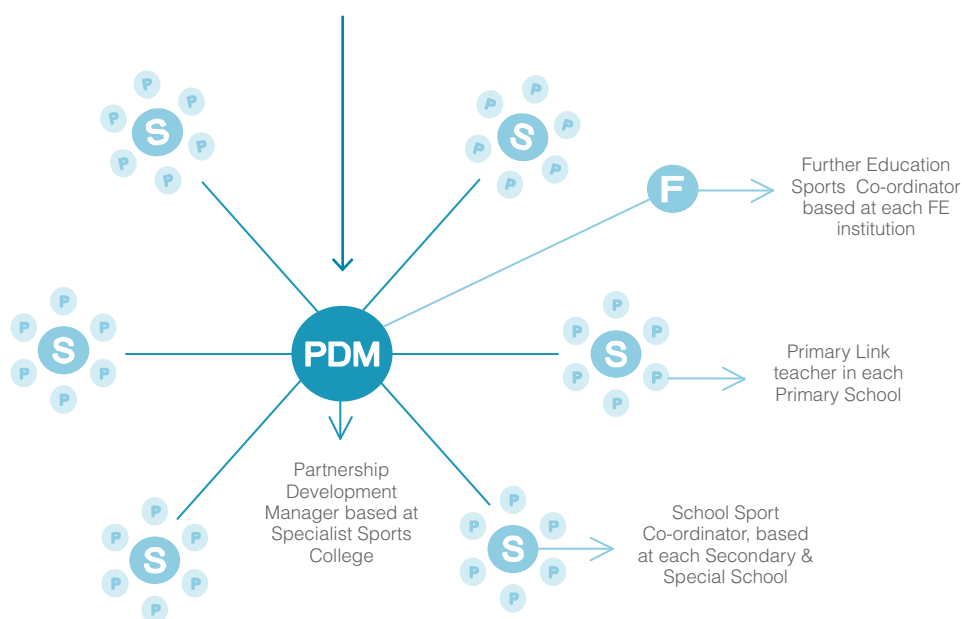 P
P
P
S
P
P
P
P
P
P
S
P
P
P
F
Further Education
Sports Co-ordinator
based at each FE
institution
P
P P
S
P P
P
PDM
P
P P
S
P P
P
Primary Link
teacher in each
Primary School
Partnership
Development
Manager based at
Specialist Sports
College
P
P P
S
P P
P
P
P P
S
P P
P
School Sport
Co-ordinator, based
at each Secondary &
Special School